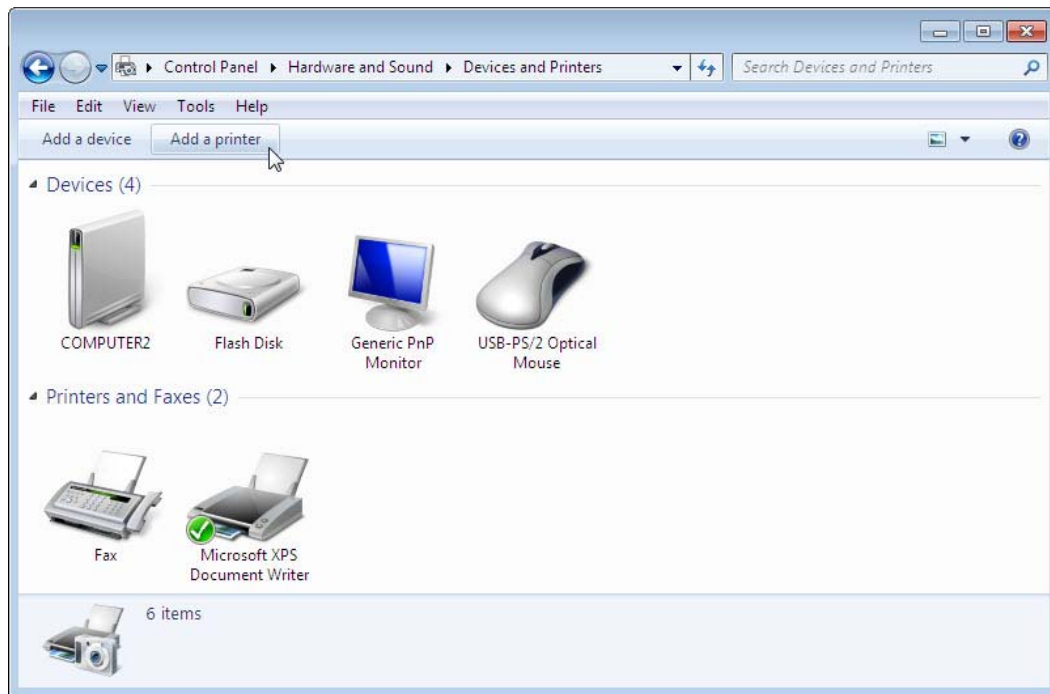 Control Panel Hardware and Sound Devices and Printers Search Devices and Printers
File Edit View Tools Help
Add a device Add a printer
Devices (4)
COMPUTER2 Flash Disk Generic PnP Monitor USB-PS/2 Optical Mouse
Printers and Faxes (2)
Fax Microsoft XPS Document Writer
6 items